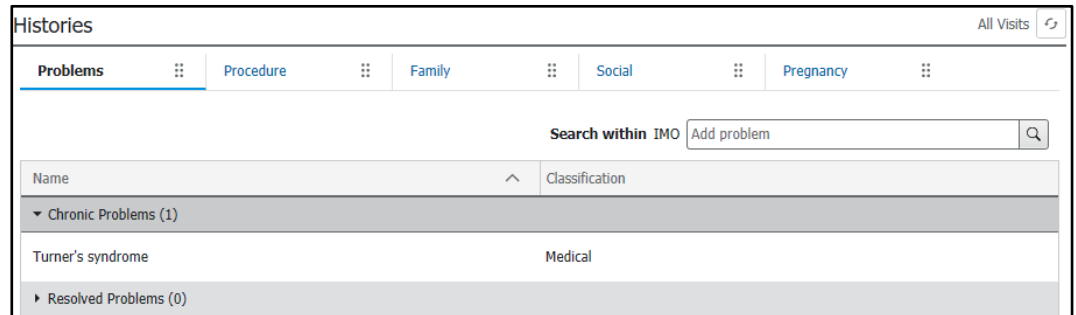 Histories All Visits
Problems Procedure Family Social Pregnancy
Search within IMO Add problem
Name Classification
Chronic Problems (1)
Turner's syndrome Medical
Resolved Problems (0)